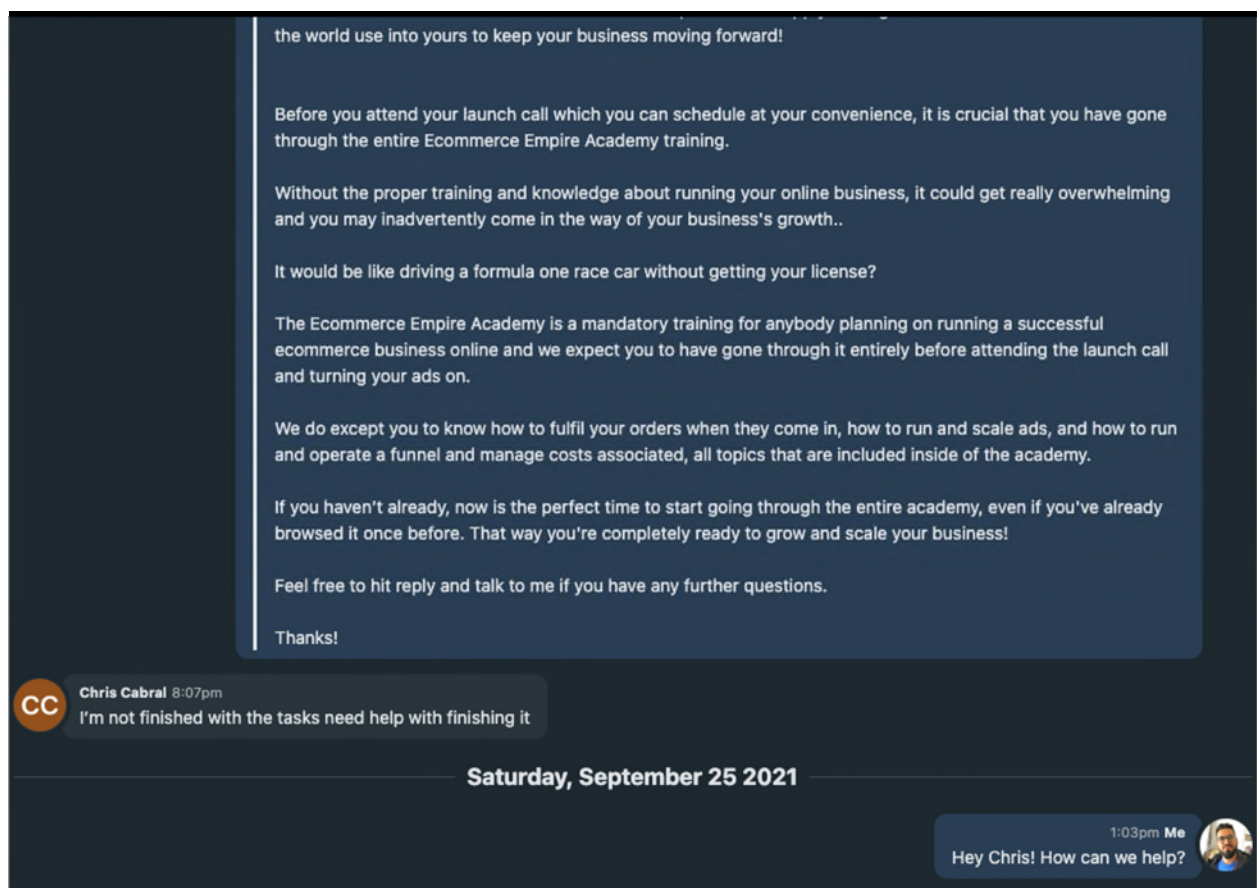 the world use into yours to keep your business moving forward!
Before you attend your launch call which you can schedule at your convenience, it is crucial that you have gone
through the entire Ecommerce Empire Academy training.
Without the proper training and knowledge about running your online business, it could get really overwhelming
and you may inadvertently come in the way of your business's growth..
It would be like driving a formula one race car without getting your license?
The Ecommerce Empire Academy is a mandatory training for anybody planning on running a successful
ecommerce business online and we expect you to have gone through it entirely before attending the launch call
and turning your ads on.
We do except you to know how to fulfil your orders when they come in, how to run and scale ads, and how to run
and operate a funnel and manage costs associated, all topics that are included inside of the academy.
If you haven't already, now is the perfect time to start going through the entire academy, even if you've already
browsed it once before. That way you're completely ready to grow and scale your business!
Feel free to hit reply and talk to me if you have any further questions.
Thanks!
CC
Chris Cabral 8:07pm
I'm not finished with the tasks need help with finishing it
Saturday, September 25 2021
1:03pm Me
Hey Chris! How can we help?